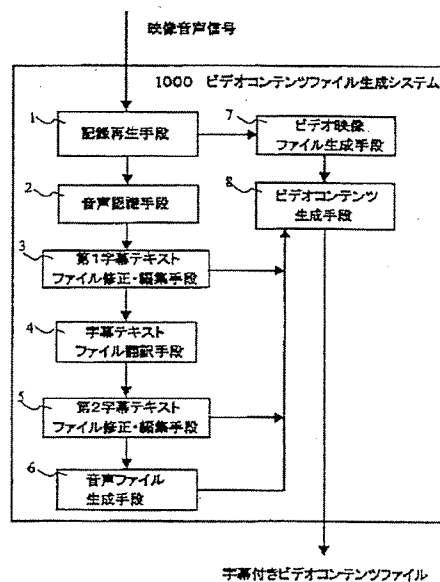 映像音声信号
1000 ビデオコンテンツファイル生成システム
1
記録再生手段
7
ビデオ映像
ファイル生成手段
2
音声認識手段
8
ビデオコンテンツ
生成手段
3
第1字幕テキスト
ファイル修正・編集手段
4
字幕テキスト
ファイル翻訳手段
5
第2字幕テキスト
ファイル修正・編集手段
6
音声ファイル
生成手段
字幕付きビデオコンテンツファイル